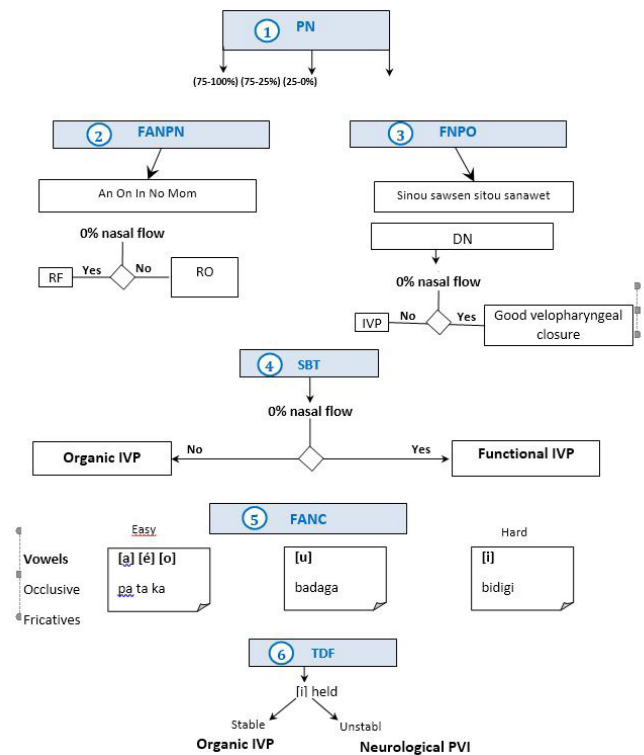 1 PN
(75-100%) (75-25%) (25-0%)
2 FANPN
3 FNPO
An On In No Mom
Sinou sawsen sitou sanawet
0% nasal flow
DN
RF Yes No RO
0% nasal flow
IVP No Yes Good velopharyngeal
closure
4 SBT
0% nasal flow
Organic IVP No Yes Functional IVP
5 FANC
Easy
Hard
Vowels [a] [é] [o] [u] [i]
Occlusive pa ta ka badaga bidigi
Fricatives
6 TDF
[i] held
Stable Unstabl
Organic IVP Neurological PVI